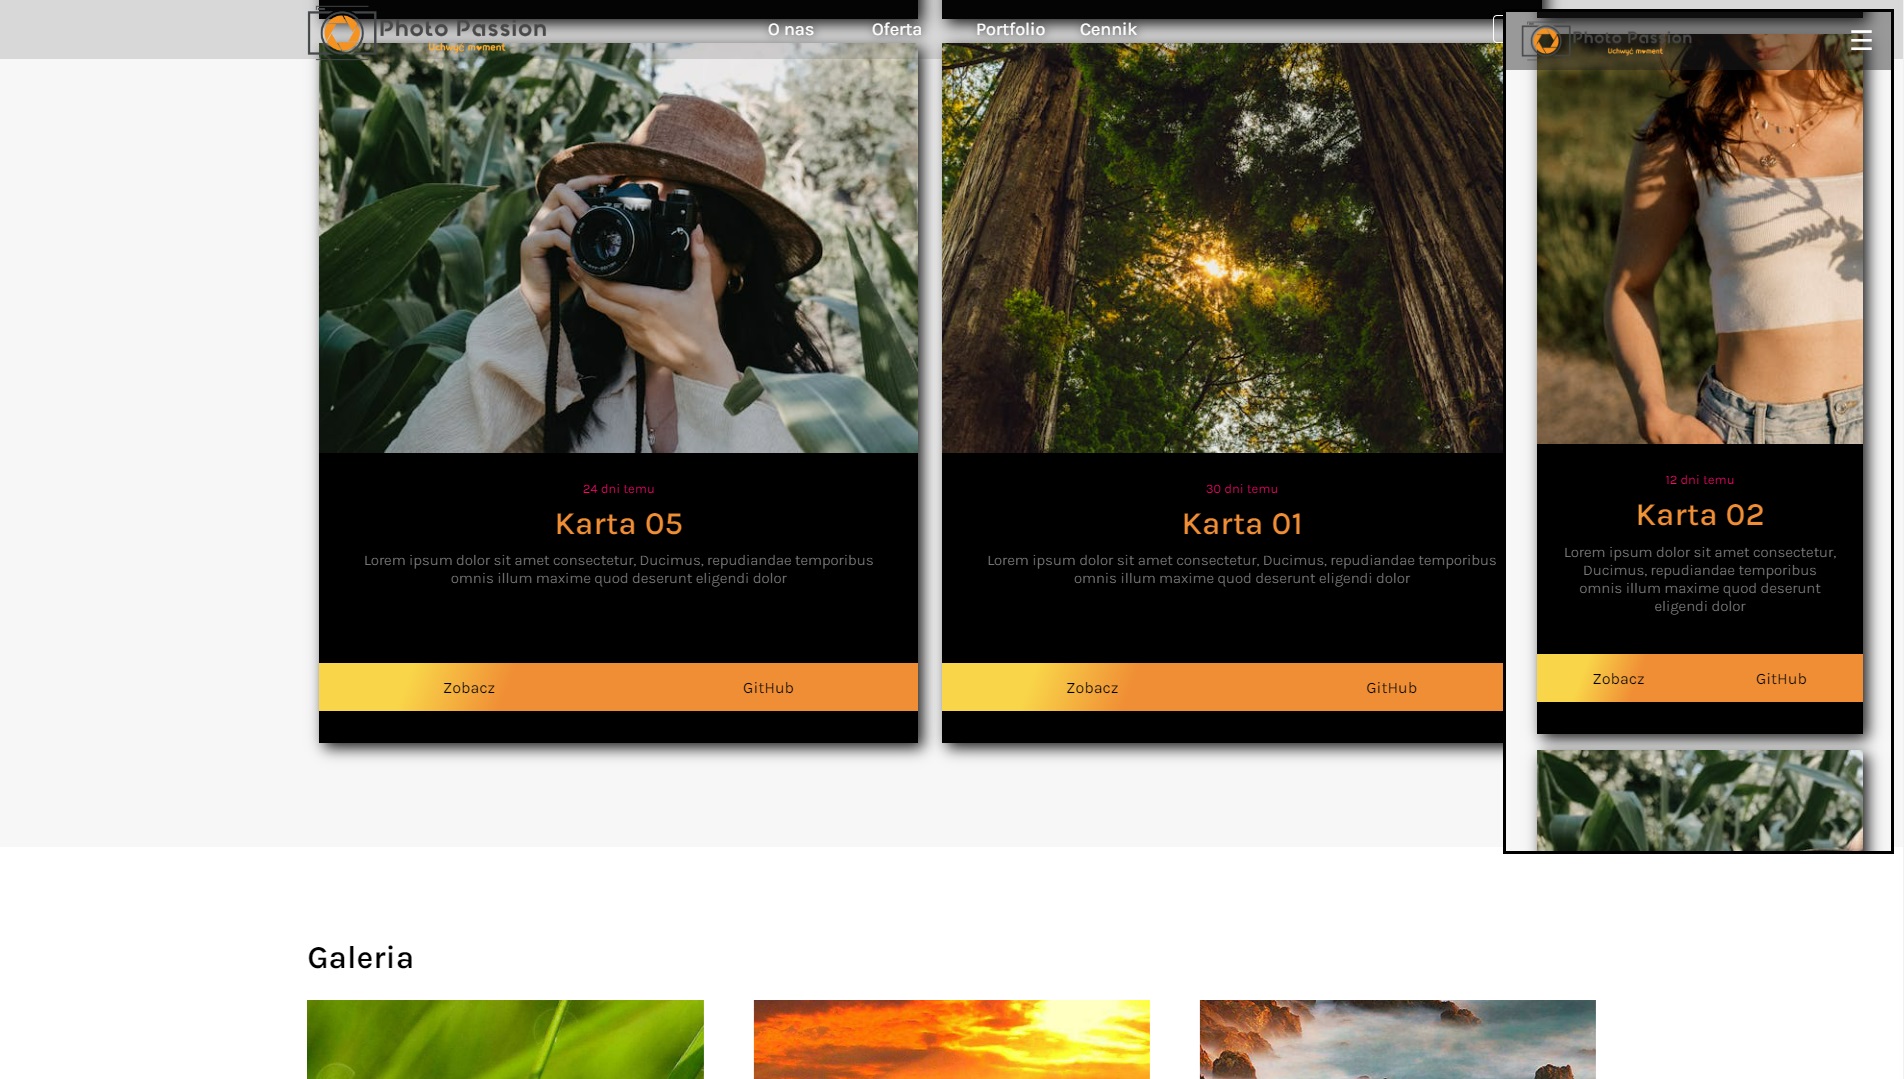 Photo Passion
Uchwyć moment
O nas
Oferta
Portfolio
Cennik
ZENIT
24 dni temu
Karta 05
Lorem ipsum dolor sit amet consectetur, Ducimus, repudiandae temporibus
omnis illum maxime quod deserunt eligendi dolor
Zobacz
GitHub
30 dni temu
Karta 01
Lorem ipsum dolor sit amet consectetur, Ducimus, repudiandae temporibus
omnis illum maxime quod deserunt eligendi dolor
Zobacz
GitHub
Photo Passion
Uchwyć moment
12 dni temu
Karta 02
Lorem ipsum dolor sit amet consectetur,
Ducimus, repudiandae temporibus
omnis illum maxime quod deserunt
eligendi dolor
Zobacz
GitHub
Galeria